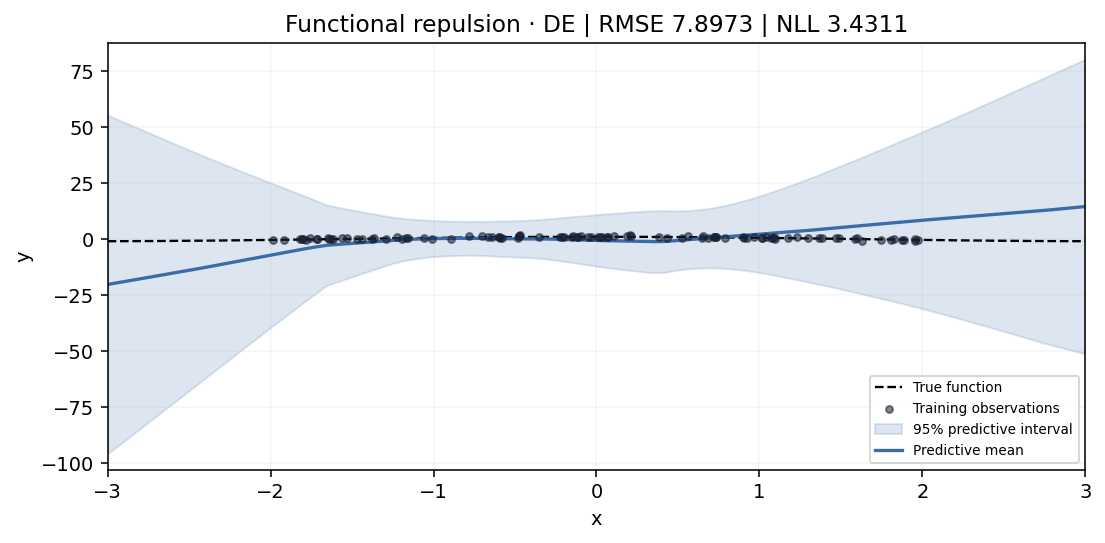 Functional repulsion · DE | RMSE 7.8973 | NLL 3.4311
75
50
25
0
−25
−50
−75
−100
y
−3
−2
−1
0
1
2
3
x
True function
Training observations
95% predictive interval
Predictive mean